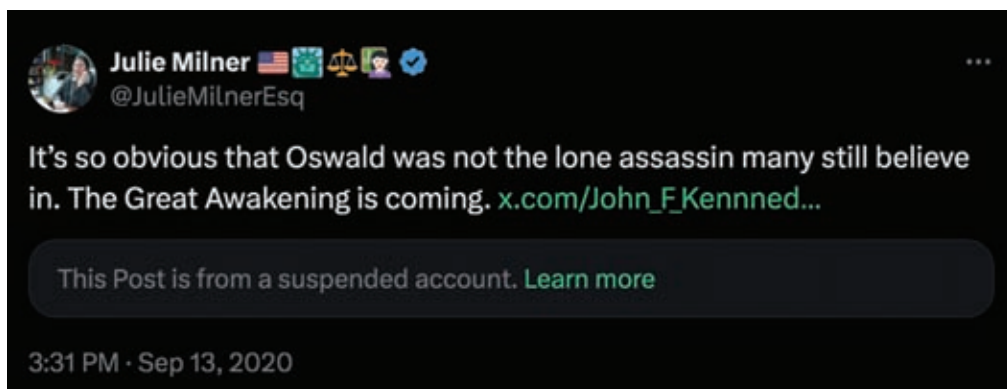 Julie Milner 🇺🇸🗽⚖️👩🏻‍🏫
@JulieMilnerEsq
It’s so obvious that Oswald was not the lone assassin many still believe
in. The Great Awakening is coming. x.com/John_F_Kennned...
This Post is from a suspended account. Learn more
3:31 PM · Sep 13, 2020